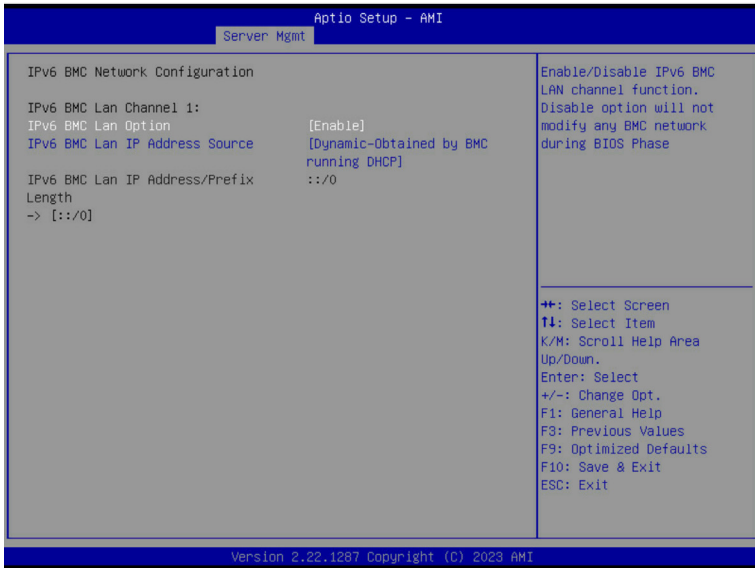 Aptio Setup – AMI
Server Mgmt
IPv6 BMC Network Configuration
IPv6 BMC Lan Channel 1:
IPv6 BMC Lan Option [Enable]
IPv6 BMC Lan IP Address Source [Dynamic-Obtained by BMC
running DHCP]
IPv6 BMC Lan IP Address/Prefix ::/0
Length
-> [::/0]
Enable/Disable IPv6 BMC
LAN channel function.
Disable option will not
modify any BMC network
during BIOS Phase
→←: Select Screen
↑↓: Select Item
K/M: Scroll Help Area
Up/Down.
Enter: Select
+/-: Change Opt.
F1: General Help
F3: Previous Values
F9: Optimized Defaults
F10: Save & Exit
ESC: Exit
Version 2.22.1287 Copyright (C) 2023 AMI